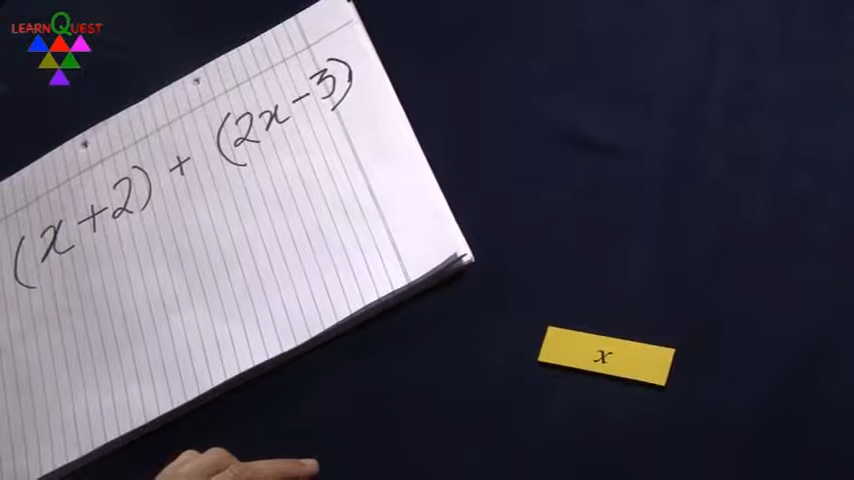 LEARNQUEST
(x+2) + (2x-3)
x